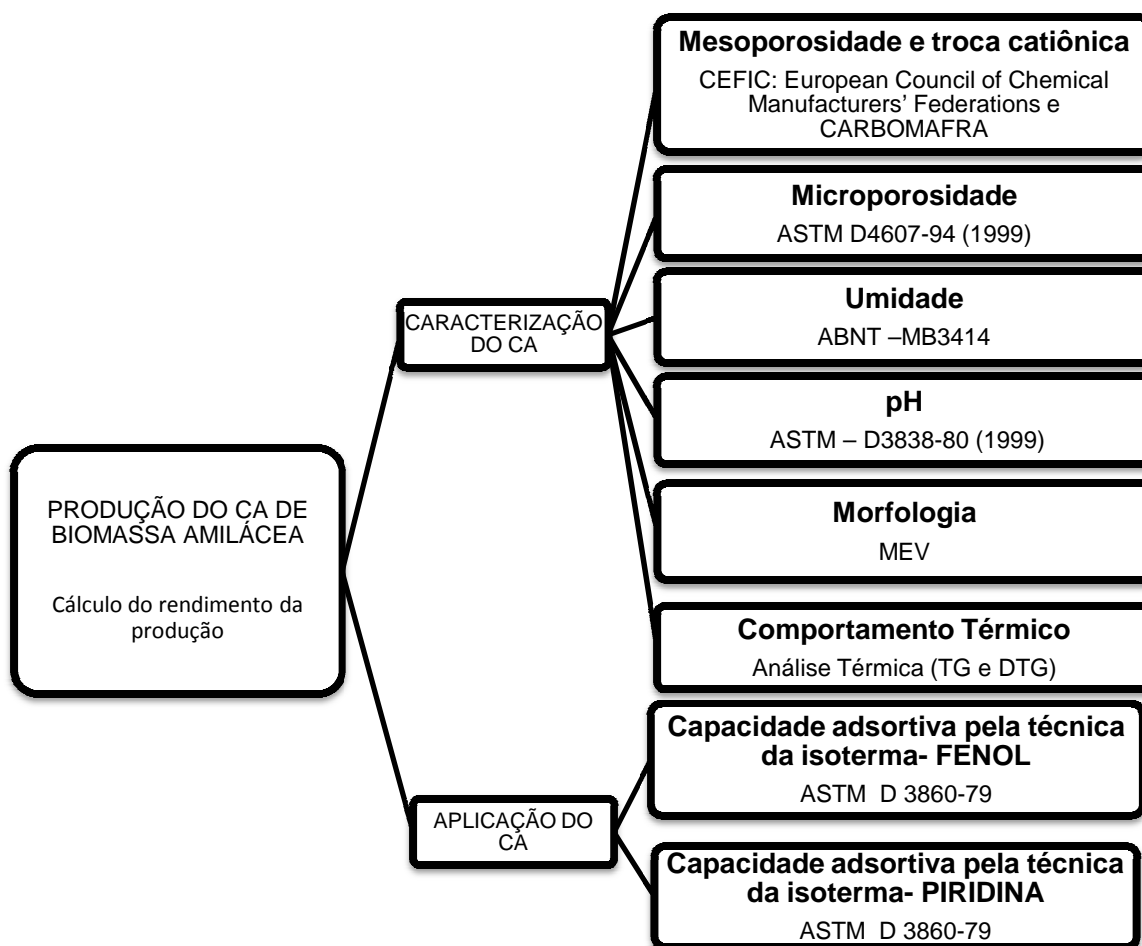 Mesoporosidade e troca catiônica
CEFIC: European Council of Chemical
Manufacturers’ Federations e
CARBOMAFRA
Microporosidade
ASTM D4607-94 (1999)
Umidade
ABNT –MB3414
CARACTERIZAÇÃO
DO CA
pH
ASTM – D3838-80 (1999)
Morfologia
MEV
PRODUÇÃO DO CA DE
BIOMASSA AMILÁCEA
Cálculo do rendimento da
produção
Comportamento Térmico
Análise Térmica (TG e DTG)
Capacidade adsortiva pela técnica
da isoterma- FENOL
ASTM D 3860-79
APLICAÇÃO DO
CA
Capacidade adsortiva pela técnica
da isoterma- PIRIDINA
ASTM D 3860-79